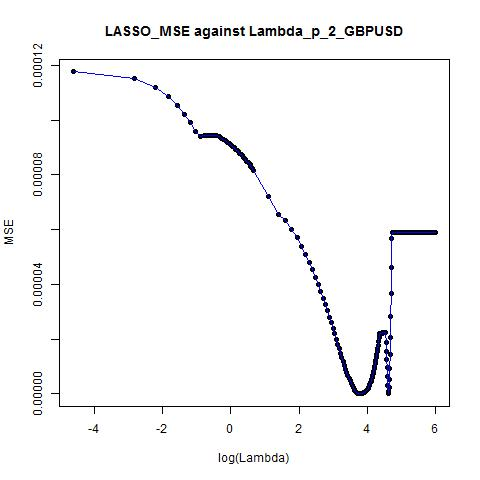 LASSO_MSE against Lambda_p_2_GBPUSD
MSE
0.00012
0.00008
0.00004
0.00000
-4 -2 0 2 4 6
log(Lambda)